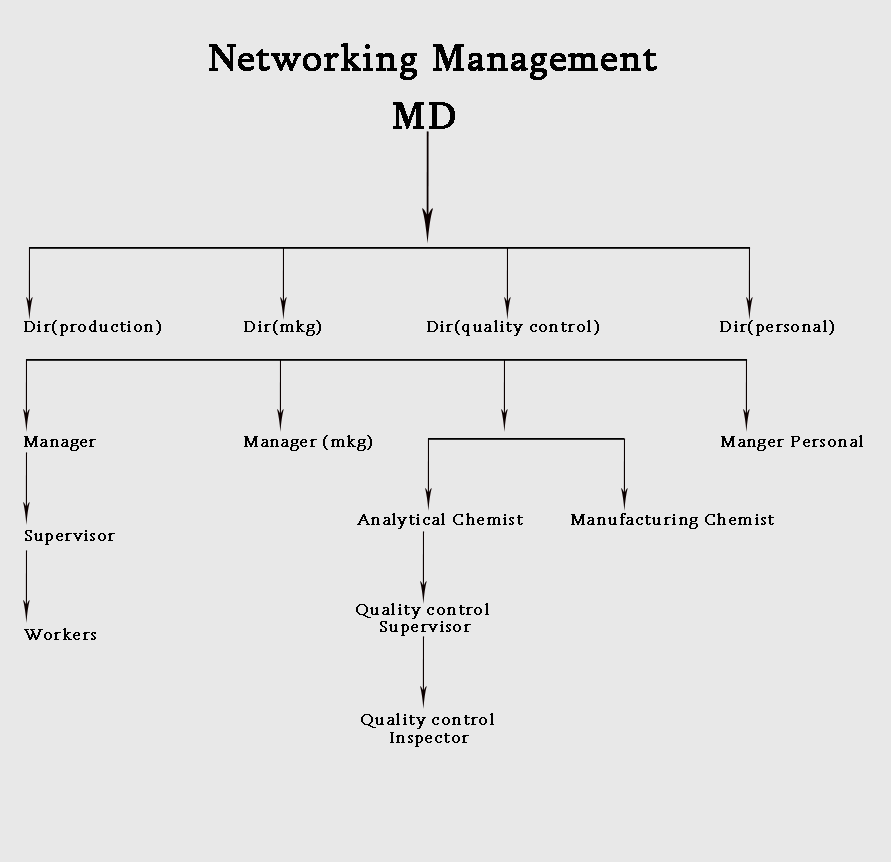 Networking Management
MD
Dir(production)
Dir(mkg)
Dir(quality control)
Dir(personal)
Manager
Manager (mkg)
Manger Personal
Analytical Chemist
Manufacturing Chemist
Supervisor
Quality control
Supervisor
Workers
Quality control
Inspector